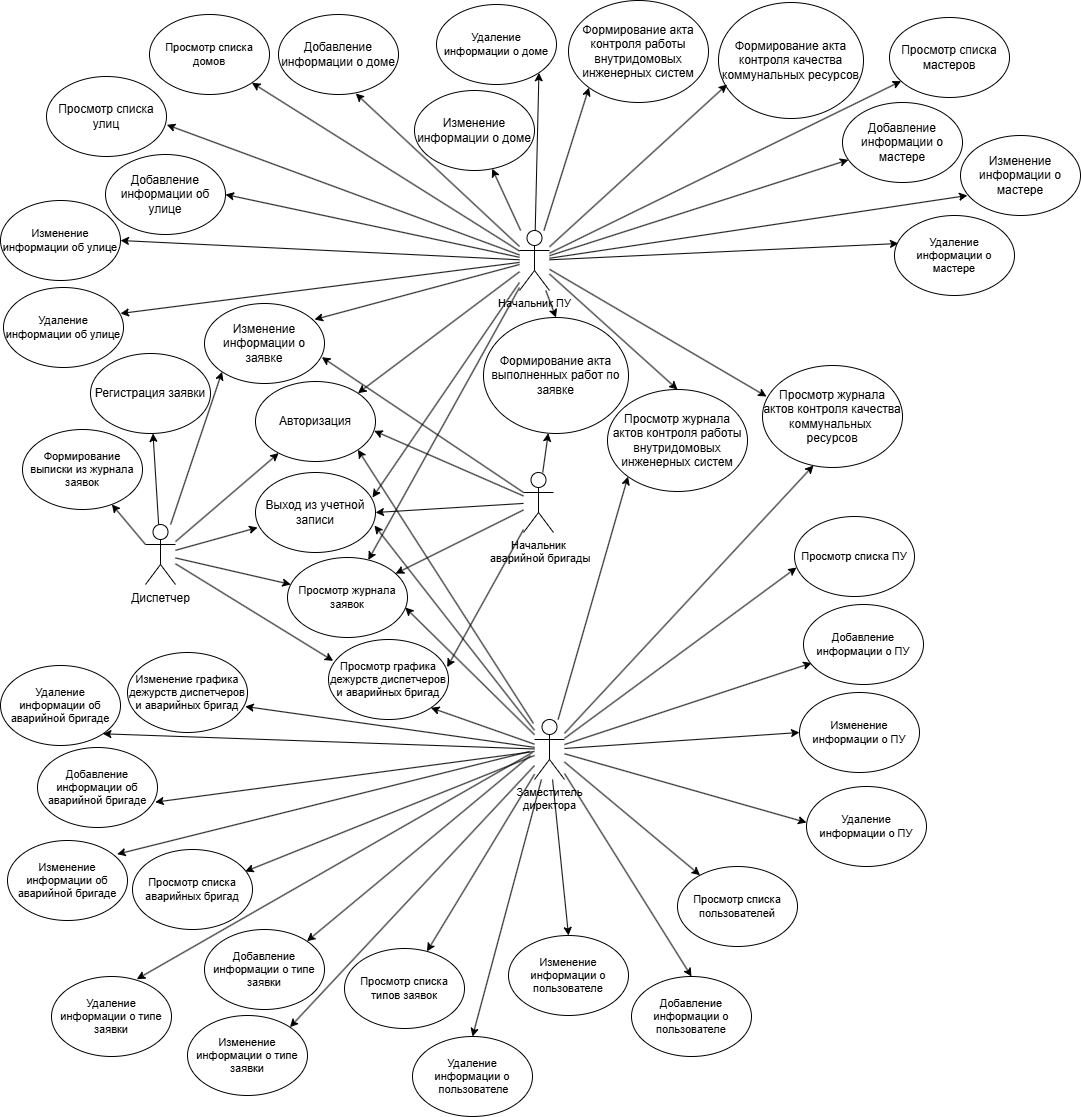 Просмотр списка
домов
Добавление
информации о доме
Удаление
информации о доме
Формирование акта
контроля работы
внутридомовых
инженерных систем
Формирование акта
контроля качества
коммунальных ресурсов
Просмотр списка
мастеров
Просмотр списка
улиц
Изменение
информации о доме
Добавление
информации о
мастере
Изменение
информации о
мастере
Добавление
информации об
улице
Изменение
информации об улице
Удаление
информации о
мастере
Начальник ПУ
Удаление
информации об улице
Изменение
информации о
заявке
Формирование акта
выполненных работ по
заявке
Регистрация заявки
Авторизация
Просмотр журнала
актов контроля работы
внутридомовых
инженерных систем
Просмотр журнала
актов контроля качества
коммунальных
ресурсов
Формирование
выписки из журнала
заявок
Выход из учетной
записи
Начальник
аварийной бригады
Просмотр списка ПУ
Диспетчер
Просмотр журнала
заявок
Добавление
информации о ПУ
Просмотр графика
дежурств диспетчеров
и аварийных бригад
Изменение графика
дежурств диспетчеров
и аварийных бригад
Удаление
информации об
аварийной бригаде
Изменение
информации о ПУ
Добавление
информации об
аварийной бригаде
Заместитель
директора
Удаление
информации о ПУ
Изменение
информации об
аварийной бригаде
Просмотр списка
аварийных бригад
Просмотр списка
пользователей
Добавление
информации о типе
заявки
Просмотр списка
типов заявок
Изменение
информации о
пользователе
Удаление
информации о типе
заявки
Добавление
информации о
пользователе
Изменение
информации о типе
заявки
Удаление
информации о
пользователе